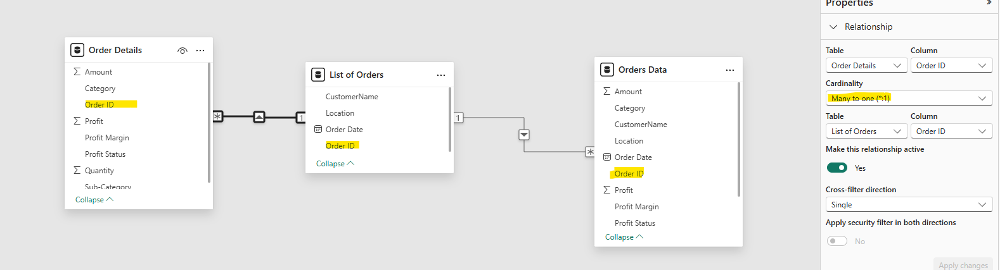 Order Details
Amount
Category
Order ID
Profit
Profit Margin
Profit Status
Quantity
Sub-Category
Collapse
*
1
List of Orders
CustomerName
Location
Order Date
Order ID
Collapse
1
*
Orders Data
Amount
Category
CustomerName
Location
Order Date
Order ID
Profit
Profit Margin
Profit Status
Collapse
Properties
Relationship
Table Column
Order Details Order ID
Cardinality
Many to one (*:1)
Table Column
List of Orders Order ID
Make this relationship active
Yes
Cross-filter direction
Single
Apply security filter in both directions
No
Apply changes